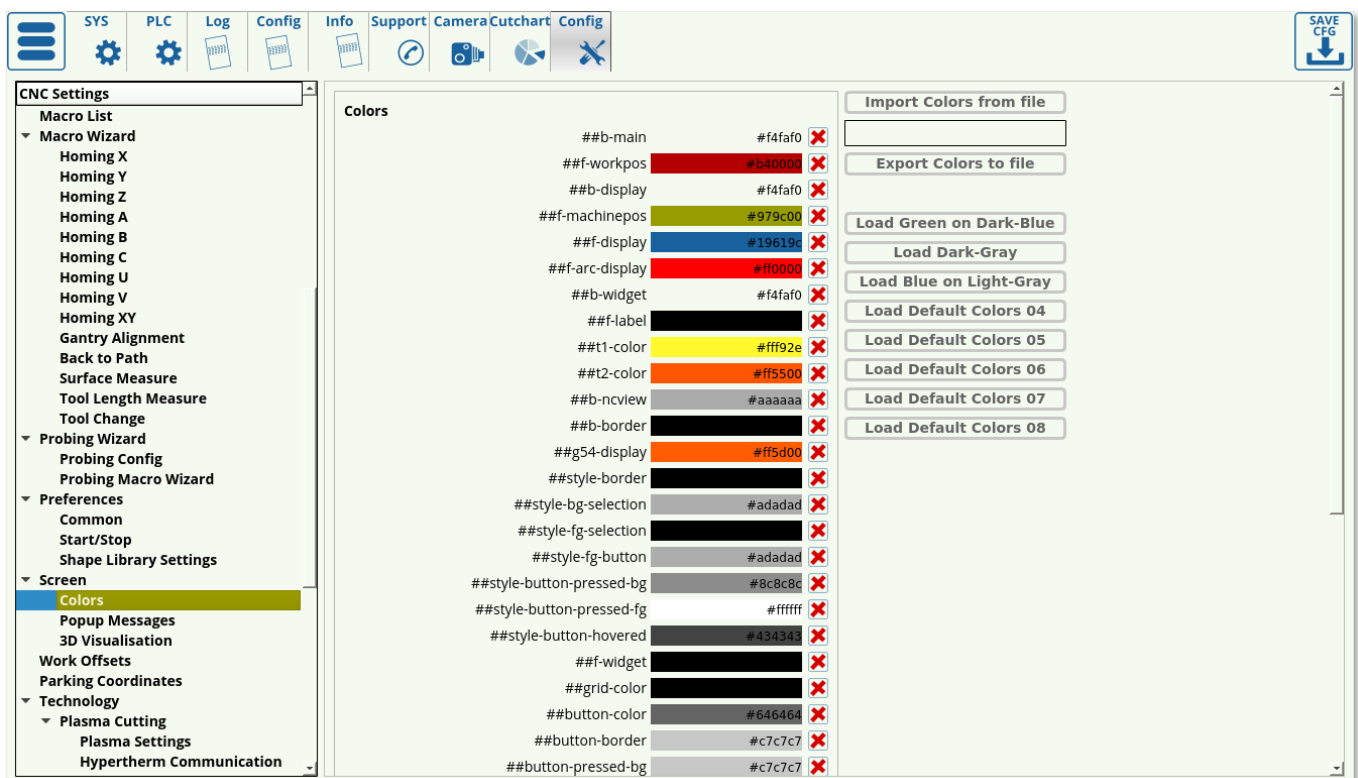 SYS PLC Log Config Info Support Camera Cutchart Config
SAVE
CFG
CNC Settings
Macro List
Macro Wizard
Homing X
Homing Y
Homing Z
Homing A
Homing B
Homing C
Homing U
Homing V
Homing XY
Gantry Alignment
Back to Path
Surface Measure
Tool Length Measure
Tool Change
Probing Wizard
Probing Config
Probing Macro Wizard
Preferences
Common
Start/Stop
Shape Library Settings
Screen
Colors
Popup Messages
3D Visualisation
Work Offsets
Parking Coordinates
Technology
Plasma Cutting
Plasma Settings
Hypertherm Communication
Colors
##b-main #f4faf0
##f-workpos #b40000
##b-display #f4faf0
##f-machinepos #979c00
##f-display #19619c
##f-arc-display #ff0000
##b-widget #f4faf0
##f-label
##t1-color #fff92e
##t2-color #ff5500
##b-ncview #aaaaaa
##b-border
##g54-display #ff5d00
##style-border
##style-bg-selection #adadad
##style-fg-selection
##style-fg-button #adadad
##style-button-pressed-bg #8c8c8c
##style-button-pressed-fg #ffffff
##style-button-hovered #434343
##f-widget
##grid-color
##button-color #646464
##button-border #c7c7c7
##button-pressed-bg #c7c7c7
Import Colors from file
Export Colors to file
Load Green on Dark-Blue
Load Dark-Gray
Load Blue on Light-Gray
Load Default Colors 04
Load Default Colors 05
Load Default Colors 06
Load Default Colors 07
Load Default Colors 08